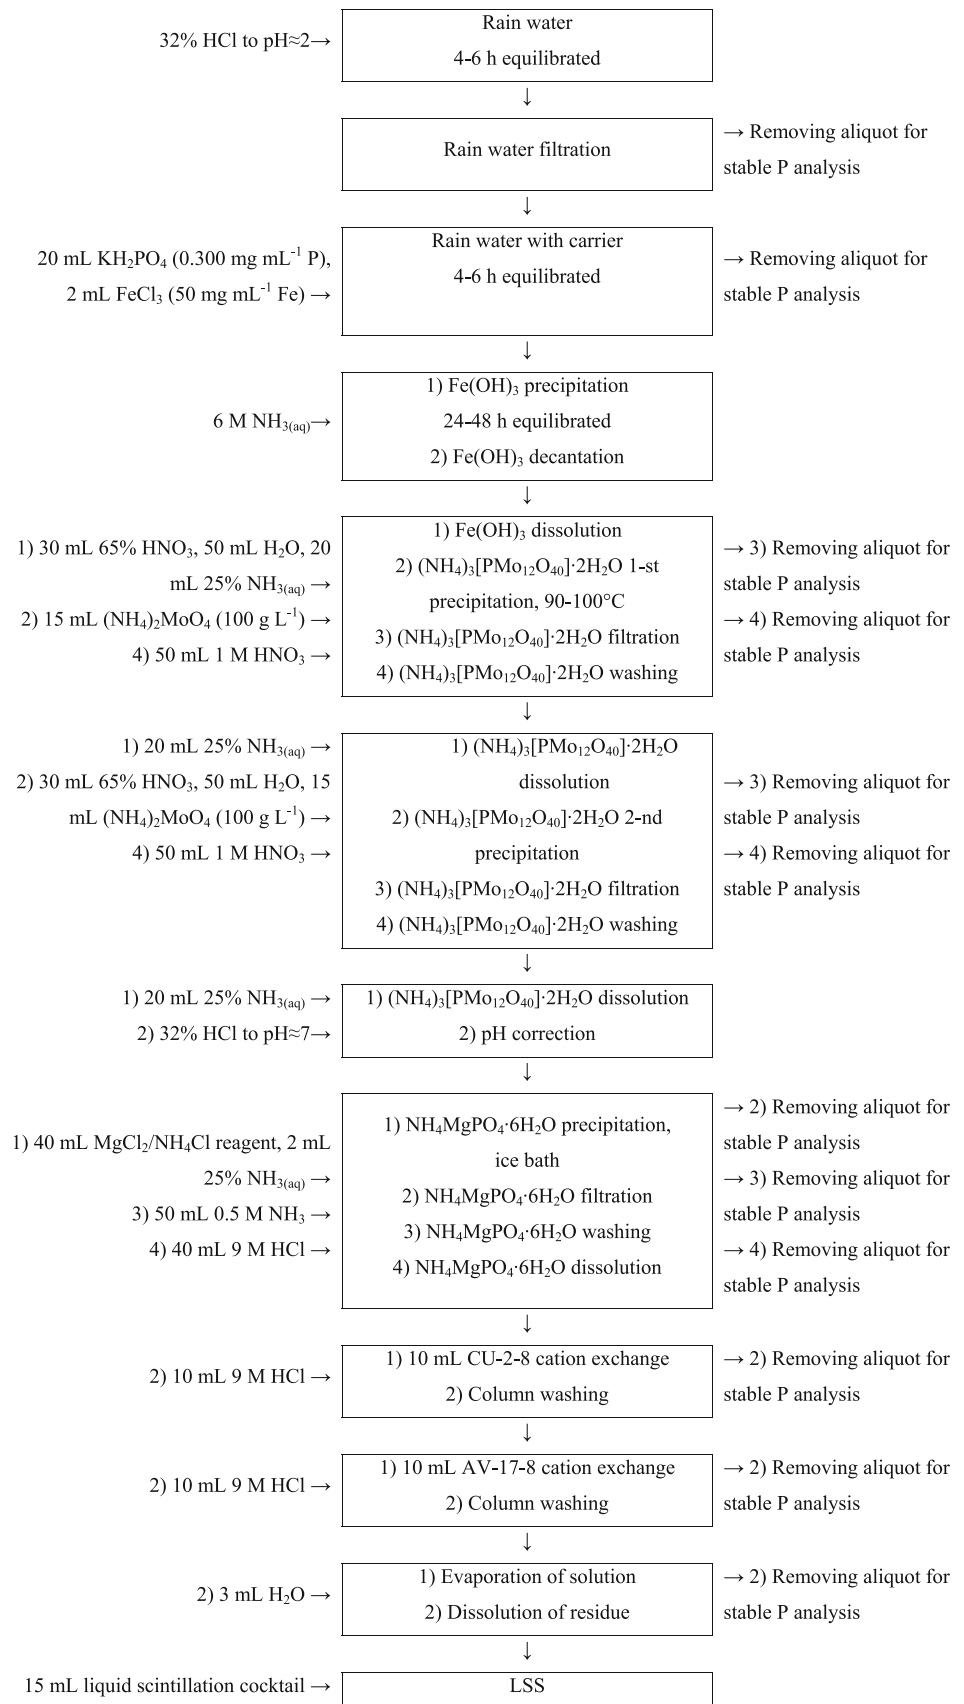 Rain water
32% HCl to pH≈2→
4-6 h equilibrated
↓
→ Removing aliquot for
Rain water filtration
stable P analysis
↓
Rain water with carrier
20 mL KH₂PO₄ (0.300 mg mL⁻¹ P),
→ Removing aliquot for
4-6 h equilibrated
2 mL FeCl₃ (50 mg mL⁻¹ Fe) →
stable P analysis
↓
1) Fe(OH)₃ precipitation
6 M NH₃(aq)→
24-48 h equilibrated
2) Fe(OH)₃ decantation
↓
1) 30 mL 65% HNO₃, 50 mL H₂O, 20
mL 25% NH₃(aq) →
2) 15 mL (NH₄)₂MoO₄ (100 g L⁻¹) →
4) 50 mL 1 M HNO₃ →
1) Fe(OH)₃ dissolution
2) (NH₄)₃[PMo₁₂O₄₀]·2H₂O 1-st
precipitation, 90-100°C
3) (NH₄)₃[PMo₁₂O₄₀]·2H₂O filtration
4) (NH₄)₃[PMo₁₂O₄₀]·2H₂O washing
→ 3) Removing aliquot for
stable P analysis
→ 4) Removing aliquot for
stable P analysis
↓
1) 20 mL 25% NH₃(aq) →
2) 30 mL 65% HNO₃, 50 mL H₂O, 15
mL (NH₄)₂MoO₄ (100 g L⁻¹) →
4) 50 mL 1 M HNO₃ →
1) (NH₄)₃[PMo₁₂O₄₀]·2H₂O
dissolution
2) (NH₄)₃[PMo₁₂O₄₀]·2H₂O 2-nd
precipitation
3) (NH₄)₃[PMo₁₂O₄₀]·2H₂O filtration
4) (NH₄)₃[PMo₁₂O₄₀]·2H₂O washing
→ 3) Removing aliquot for
stable P analysis
→ 4) Removing aliquot for
stable P analysis
↓
1) 20 mL 25% NH₃(aq) →
2) 32% HCl to pH≈7→
1) (NH₄)₃[PMo₁₂O₄₀]·2H₂O dissolution
2) pH correction
↓
1) 40 mL MgCl₂/NH₄Cl reagent, 2 mL
25% NH₃(aq) →
3) 50 mL 0.5 M NH₃ →
4) 40 mL 9 M HCl →
1) NH₄MgPO₄·6H₂O precipitation,
ice bath
2) NH₄MgPO₄·6H₂O filtration
3) NH₄MgPO₄·6H₂O washing
4) NH₄MgPO₄·6H₂O dissolution
→ 2) Removing aliquot for
stable P analysis
→ 3) Removing aliquot for
stable P analysis
→ 4) Removing aliquot for
stable P analysis
↓
2) 10 mL 9 M HCl →
1) 10 mL CU-2-8 cation exchange
2) Column washing
→ 2) Removing aliquot for
stable P analysis
↓
2) 10 mL 9 M HCl →
1) 10 mL AV-17-8 cation exchange
2) Column washing
→ 2) Removing aliquot for
stable P analysis
↓
2) 3 mL H₂O →
1) Evaporation of solution
2) Dissolution of residue
→ 2) Removing aliquot for
stable P analysis
↓
15 mL liquid scintillation cocktail →
LSS